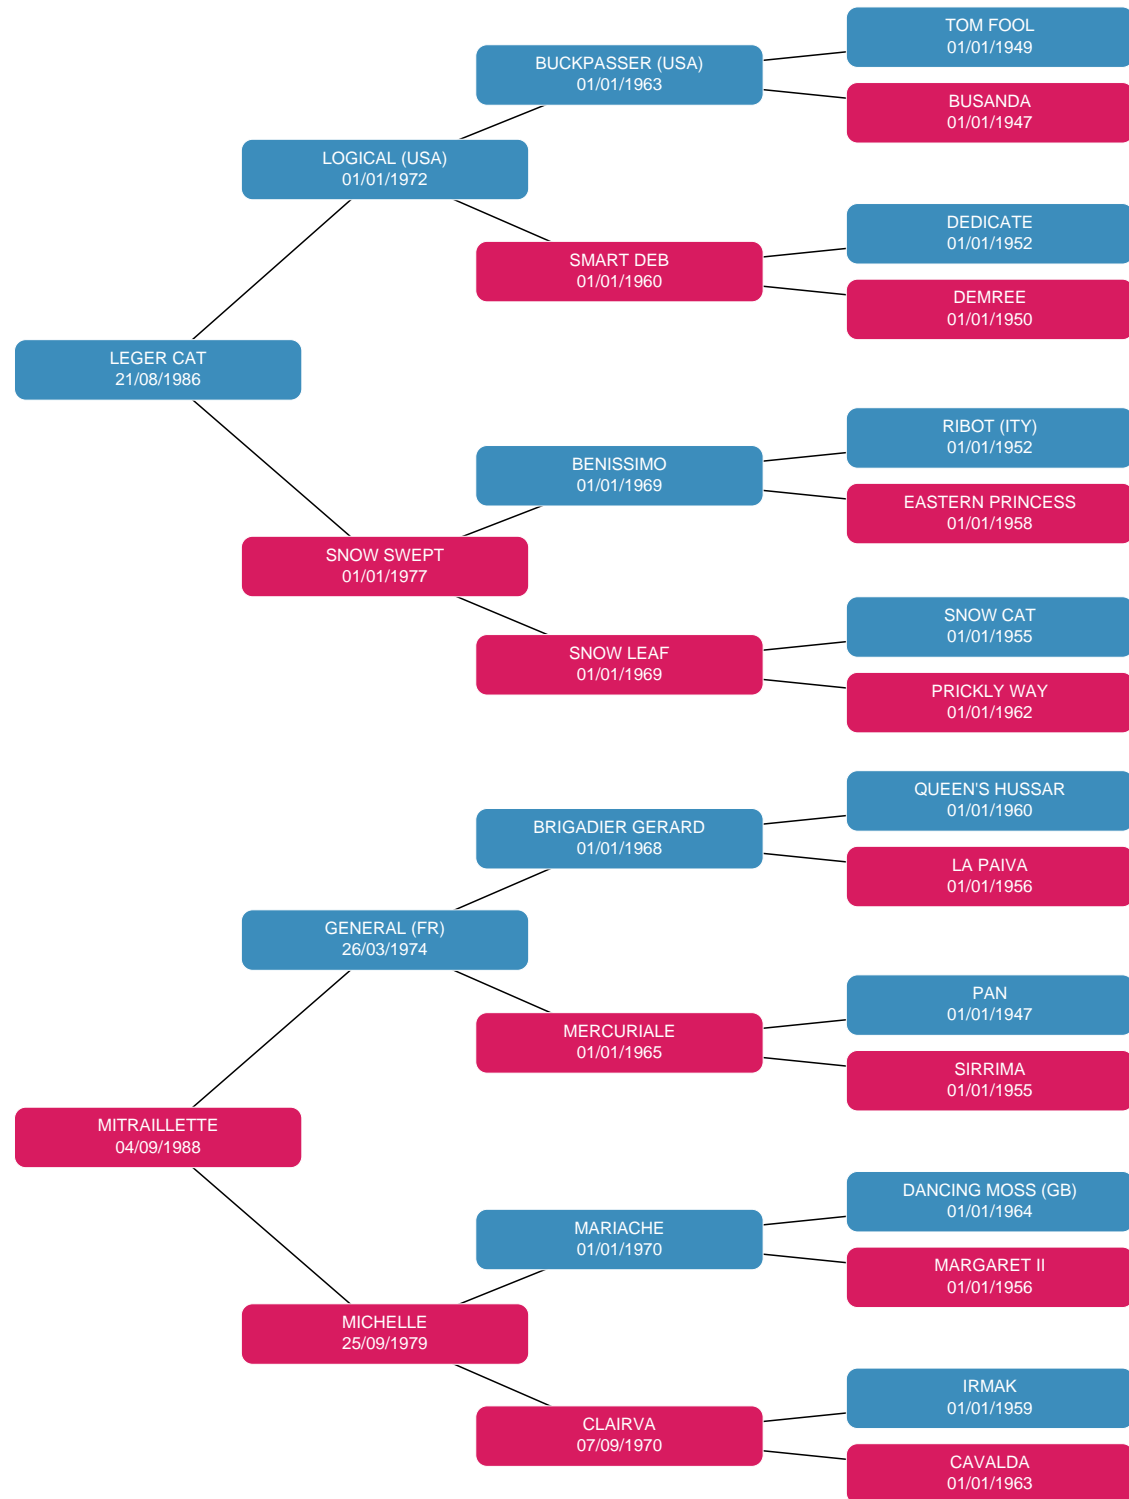 TOM FOOL
01/01/1949
BUCKPASSER (USA)
01/01/1963
BUSANDA
01/01/1947
LOGICAL (USA)
01/01/1972
DEDICATE
01/01/1952
SMART DEB
01/01/1960
DEMREE
01/01/1950
LEGER CAT
21/08/1986
RIBOT (ITY)
01/01/1952
BENISSIMO
01/01/1969
EASTERN PRINCESS
01/01/1958
SNOW SWEPT
01/01/1977
SNOW CAT
01/01/1955
SNOW LEAF
01/01/1969
PRICKLY WAY
01/01/1962
QUEEN'S HUSSAR
01/01/1960
BRIGADIER GERARD
01/01/1968
LA PAIVA
01/01/1956
GENERAL (FR)
26/03/1974
PAN
01/01/1947
MERCURIALE
01/01/1965
SIRRIMA
01/01/1955
MITRAILLETTE
04/09/1988
DANCING MOSS (GB)
01/01/1964
MARIACHE
01/01/1970
MARGARET II
01/01/1956
MICHELLE
25/09/1979
IRMAK
01/01/1959
CLAIRVA
07/09/1970
CAVALDA
01/01/1963